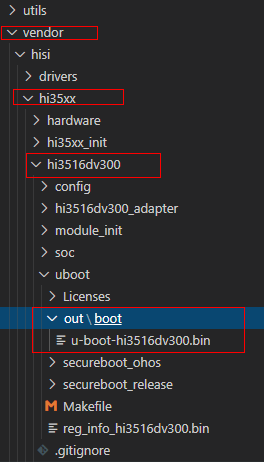 utils
vendor
hisi
drivers
hi35xx
hardware
hi35xx_init
hi3516dv300
config
hi3516dv300_adapter
module_init
soc
uboot
Licenses
out \ boot
u-boot-hi3516dv300.bin
secureboot_ohos
secureboot_release
Makefile
reg_info_hi3516dv300.bin
.gitignore